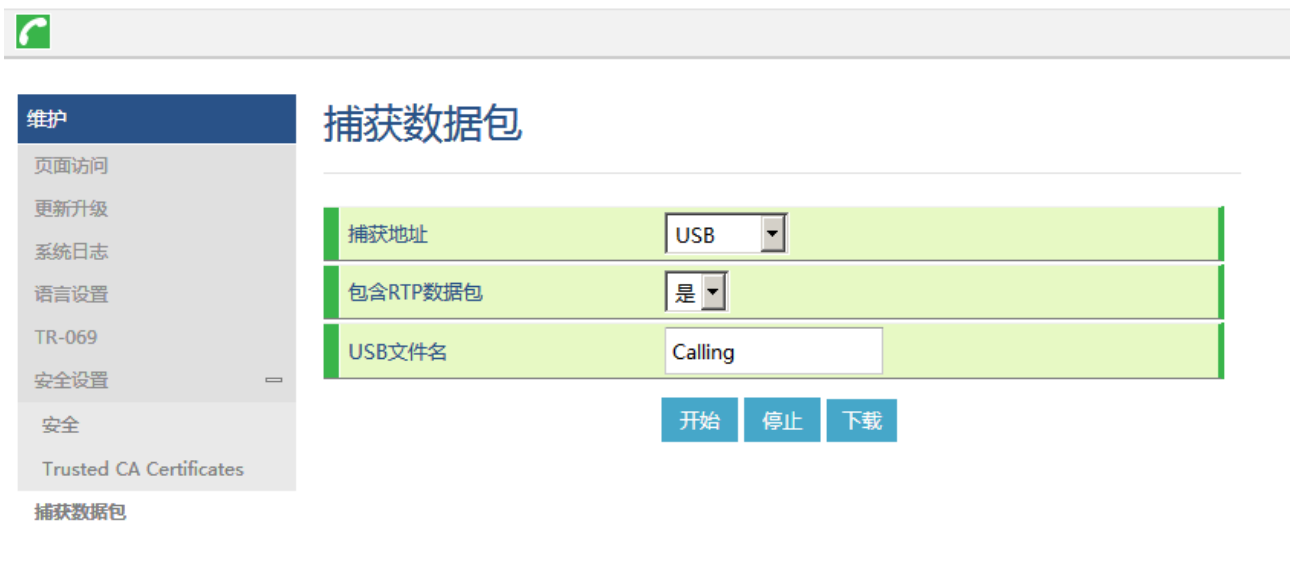 维护
页面访问
更新升级
系统日志
语言设置
TR-069
安全设置
安全
Trusted CA Certificates
捕获数据包
捕获数据包
捕获地址 USB
包含RTP数据包 是
USB文件名 Calling
开始 停止 下载